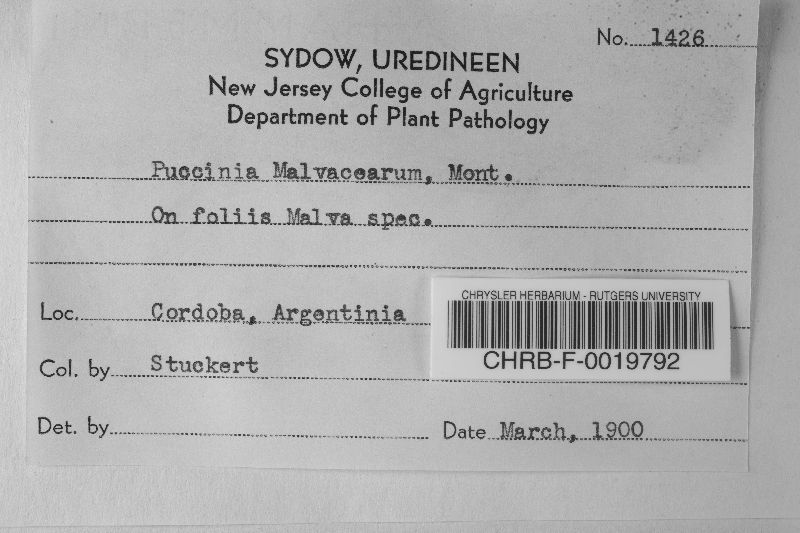 No. 1426
SYDOW, UREDINEEN
New Jersey College of Agriculture
Department of Plant Pathology
Puccinia Malvacearum, Mont.
On foliis Malva spec.
Loc. Cordoba, Argentinia
CHRYSLER HERBARIUM - RUTGERS UNIVERSITY
CHRB-F-0019792
Col. by Stuckert
Det. by
Date March, 1900